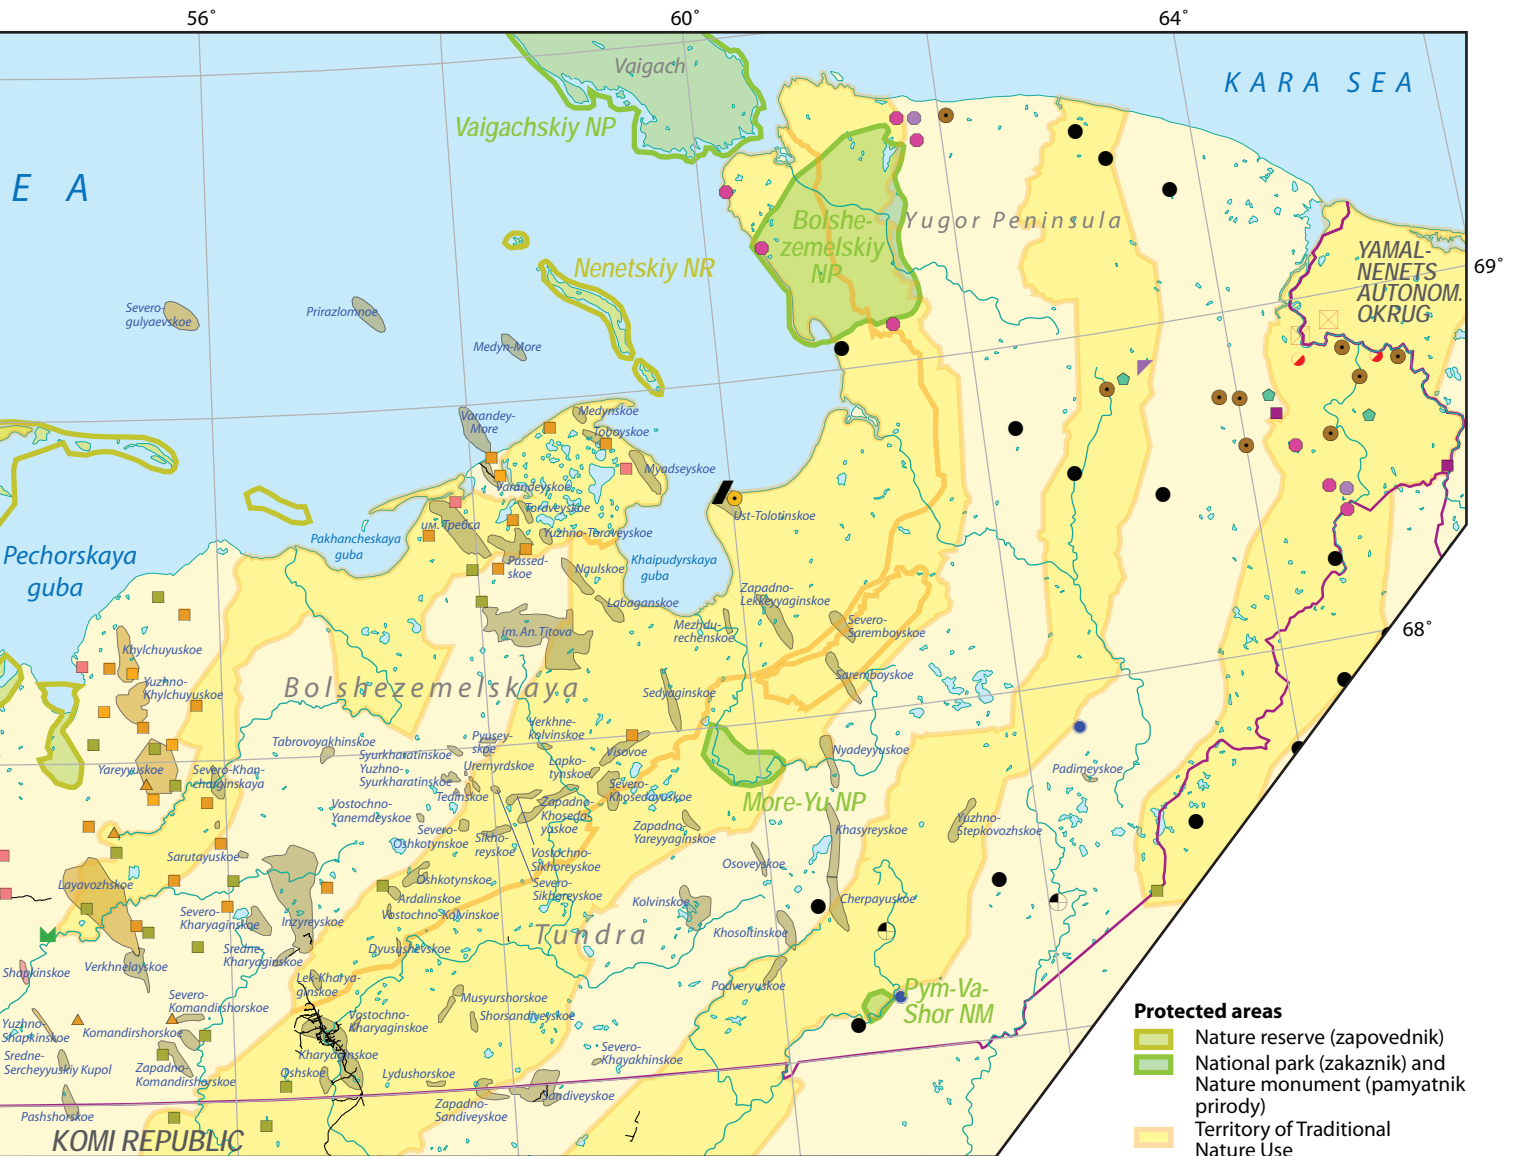 56°
60°
64°
Vaigach
KARA SEA
Vaigachskiy NP
E A
Bolshe-
zemelskiy
NP
Yugor Peninsula
Nenetskiy NR
YAMAL-
NENETS
AUTONOM.
OKRUG
69°
Severo-
gulyaevskoe
Prirazlomnoe
Medyn-More
Varandey-
More
Medynskoe
Toboyskoe
Myadseyskoe
Varandeyskoe
Toraveyskoe
им. Требса
Yuzhno-Toraveyskoe
Ust-Tolotinskoe
Pakhancheskaya
guba
Pechorskaya
guba
Passed-
skoe
Ngulskoe
Khaipudyrskaya
guba
Labaganskoe
Zapadno-
Lekkeyyaginskoe
im. An. Titova
Mezhdu-
rechenskoe
Severo-
Saremboyskoe
68°
Khylchuyuskoe
Yuzhno-
Khylchuyuskoe
Bolshezemelskaya
Sedyaginskoe
Saremboyskoe
Tabrovoyakhinskoe
Pyusey-
skoe
Verkhne-
kolvinskoe
Visovoe
Nyadeyyuskoe
Syurkharatinskoe
Yuzhno-
Syurkharatinskoe
Urernyrdskoe
Lapko-
tynskoe
Padimeyskoe
Yareyyuskoe
Severo-Khan-
charginskaya
Tedinskoe
Severo-
Khosedayuskoe
More-Yu NP
Vostochno-
Yanemdeyskoe
Zapadno-
Khoseda-
yuskoe
Severo-
Oshkotynskoe
Sikho-
reyskoe
Zapadno-
Yareyyaginskoe
Khasyreyskoe
Yuzhno-
Stepkovozhskoe
Sarutayuskoe
Vostochno-
Sikhoreyskoe
Osoveyskoe
Layavozhskoe
Oshkotynskoe
Severo-
Sikhoreyskoe
Ardalinskoe
Vostochno-Kolvinskoe
Kolvinskoe
Cherpayuskoe
Severo-
Kharyaginskoe
Inzyreyskoe
Tundra
Khosoltinskoe
Sredne-
Kharyaginskoe
Dyusushevskoe
Shapkinskoe
Verkhnelayskoe
Lek-Kharya-
ginskoe
Podveryuskoe
Pym-Va-
Shor NM
Severo-
Komandirshorskoe
Musyurshorskoe
Shorsandiveyskoe
Vostochno-
Kharyaginskoe
Yuzhno-
Shapkinskoe
Komandirshorskoe
Sredne-
Sercheyyuskiy Kupol
Kharyaginskoe
Severo-
Khgyakhinskoe
Zapadno-
Komandirshorskoe
Oshskoe
Lydushorskoe
Sandiveyskoe
Zapadno-
Sandiveyskoe
Pashshorskoe
KOMI REPUBLIC
Protected areas
Nature reserve (zapovednik)
National park (zakaznik) and
Nature monument (pamyatnik
prirody)
Territory of Traditional
Nature Use